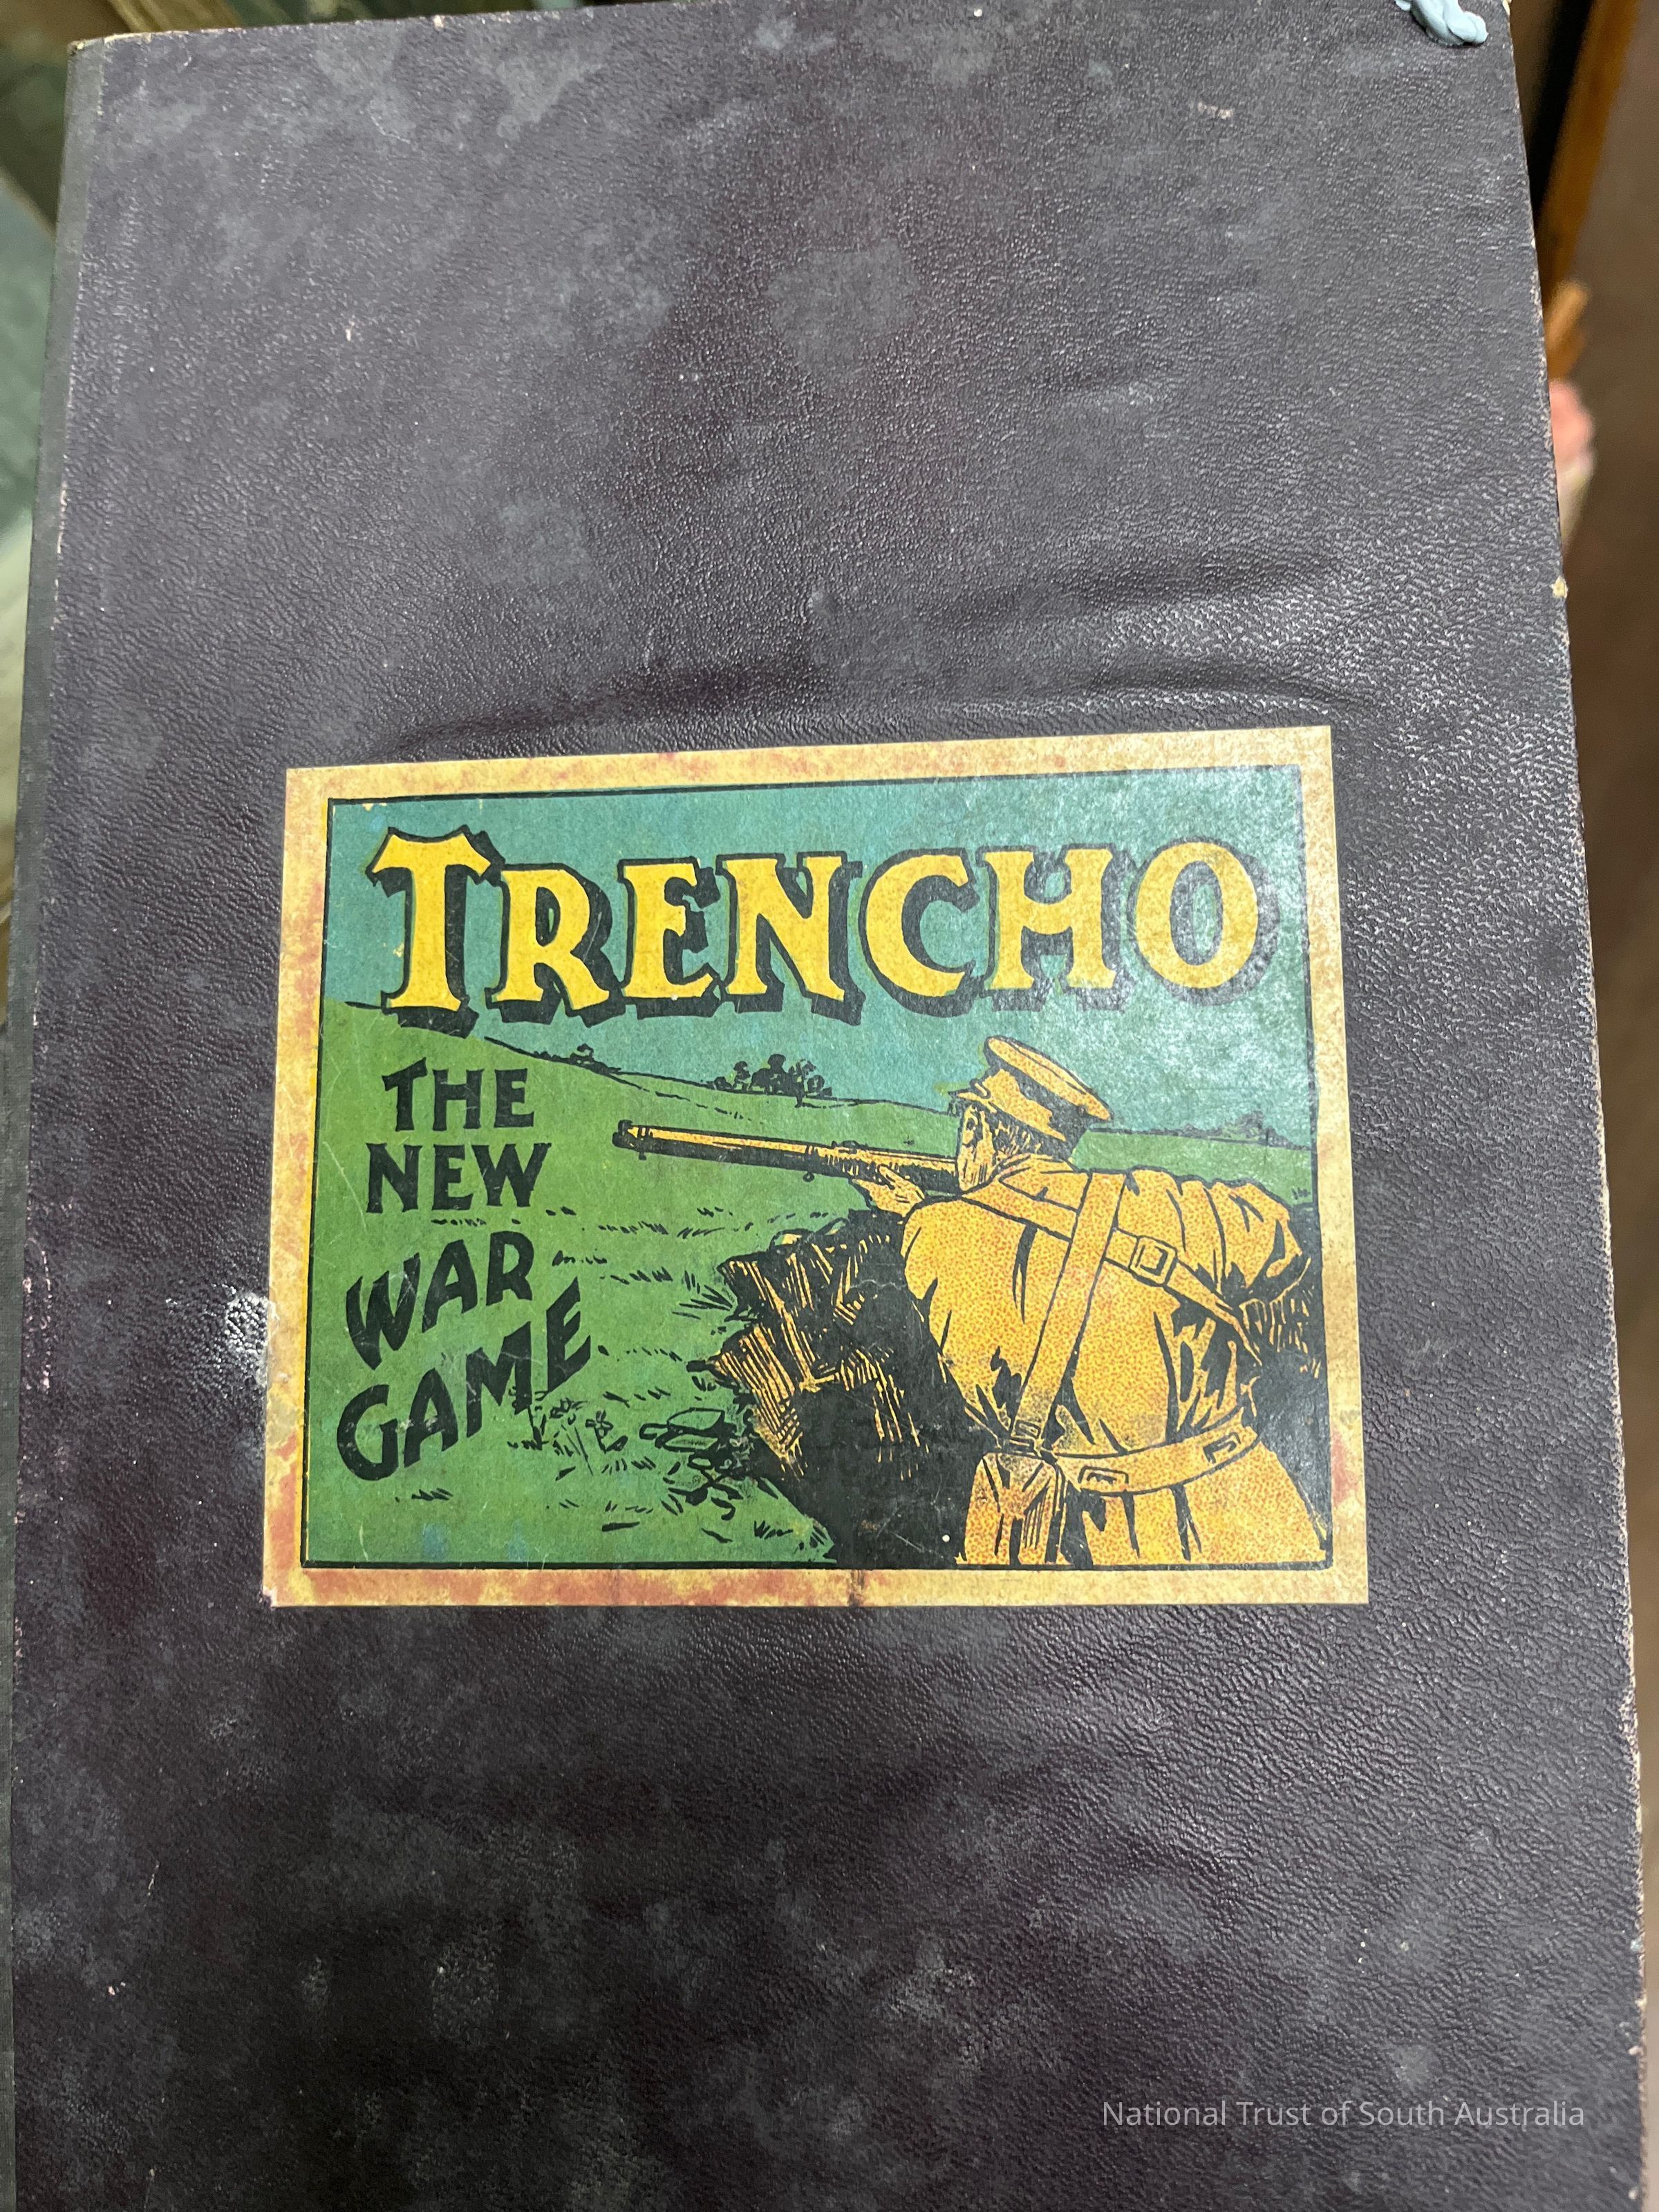 TRENCHO
THE
NEW
WAR
GAME
National Trust of South Australia